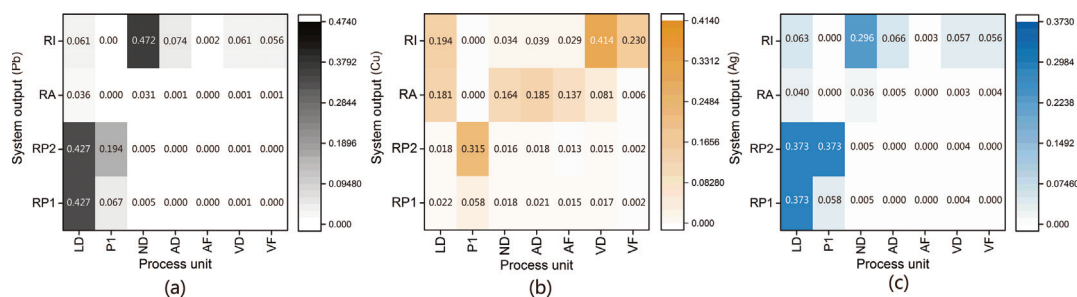 System output (Pb)
RI 0.061 0.00 0.472 0.074 0.002 0.061 0.056
RA 0.036 0.000 0.031 0.001 0.000 0.001 0.001
RP2 0.427 0.194 0.005 0.000 0.000 0.001 0.000
RP1 0.427 0.067 0.005 0.000 0.000 0.001 0.000
LD P1 ND AD AF VD VF
Process unit
0.4740
0.3792
0.2844
0.1896
0.09480
0.000
(a)
System output (Cu)
RI 0.194 0.000 0.034 0.039 0.029 0.414 0.230
RA 0.181 0.000 0.164 0.185 0.137 0.081 0.006
RP2 0.018 0.315 0.016 0.018 0.013 0.015 0.002
RP1 0.022 0.058 0.018 0.021 0.015 0.017 0.002
LD P1 ND AD AF VD VF
Process unit
0.4140
0.3312
0.2484
0.1656
0.08280
0.000
(b)
System output (Ag)
RI 0.063 0.00 0.296 0.066 0.003 0.057 0.056
RA 0.040 0.000 0.036 0.005 0.000 0.003 0.004
RP2 0.373 0.373 0.005 0.000 0.000 0.004 0.000
RP1 0.373 0.058 0.005 0.000 0.000 0.004 0.000
LD P1 ND AD AF VD VF
Process unit
0.3730
0.2984
0.2238
0.1492
0.07460
0.000
(c)